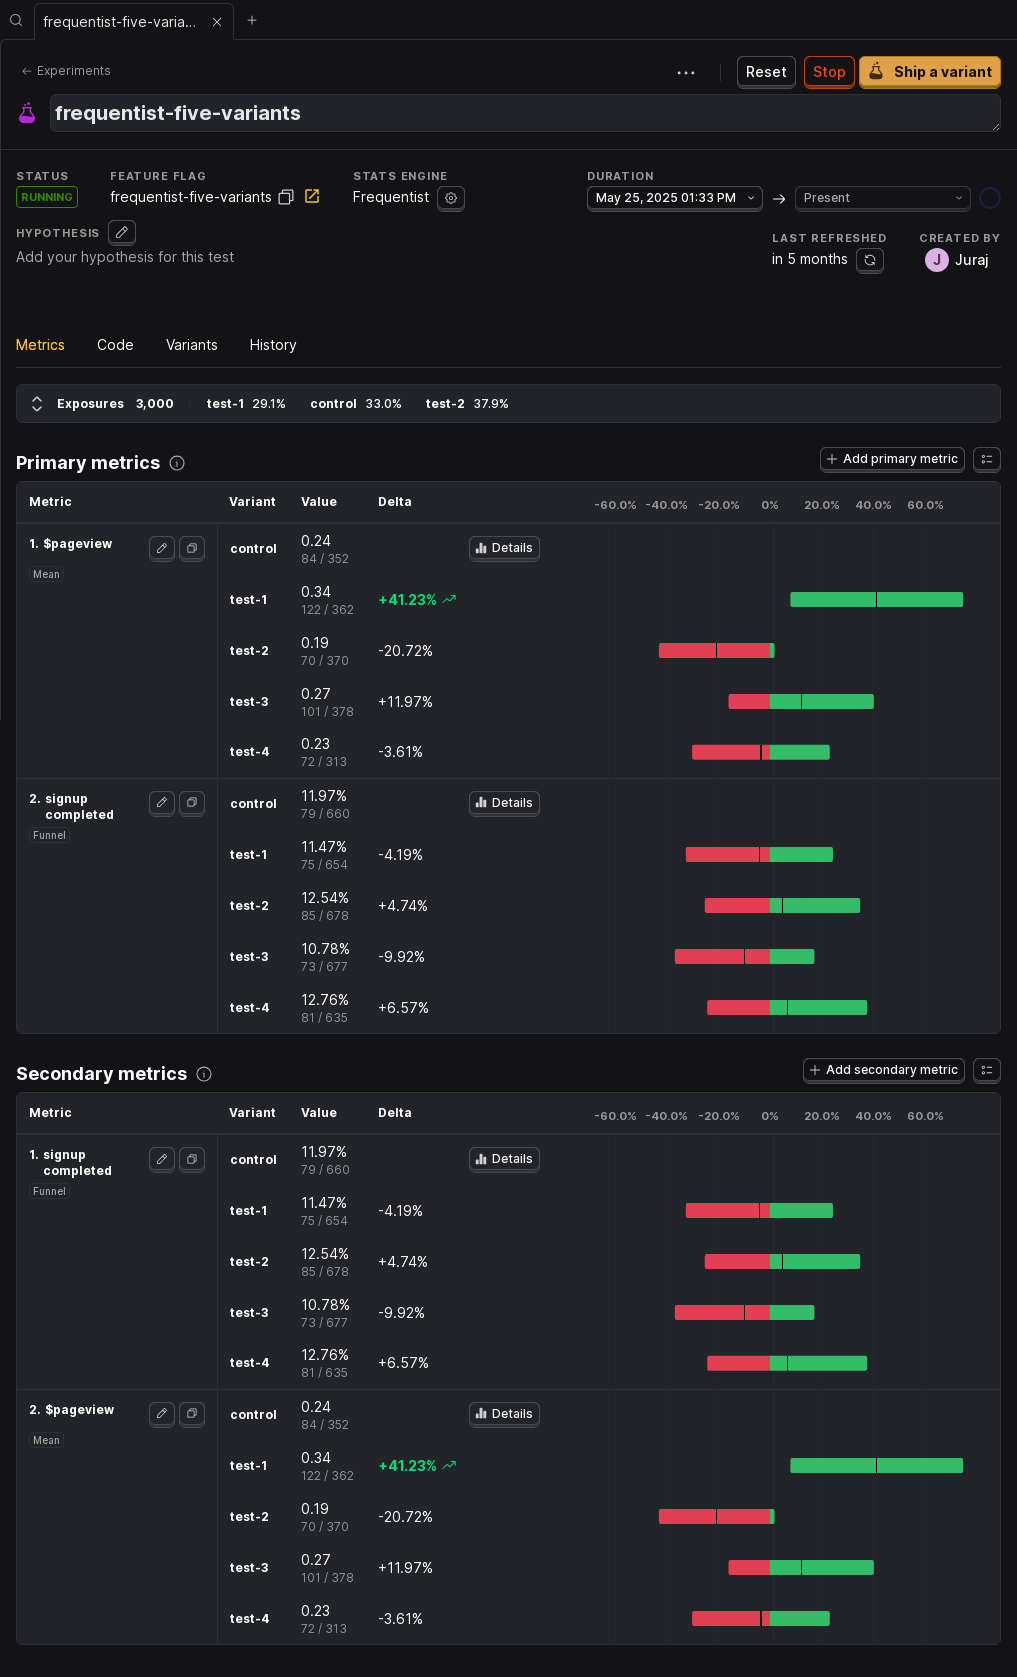 frequentist-five-varia...
Experiments
Reset
Stop
Ship a variant
frequentist-five-variants
STATUS
FEATURE FLAG
STATS ENGINE
DURATION
RUNNING
frequentist-five-variants
Frequentist
May 25, 2025 01:33 PM
Present
HYPOTHESIS
LAST REFRESHED
CREATED BY
Add your hypothesis for this test
in 5 months
J
Juraj
Metrics
Code
Variants
History
Exposures 3,000 test-1 29.1% control 33.0% test-2 37.9%
Primary metrics
Add primary metric
Metric Variant Value Delta -60.0% -40.0% -20.0% 0% 20.0% 40.0% 60.0%
1. $pageview
Mean
control 0.24 Details
84 / 352
test-1 0.34 +41.23%
122 / 362
test-2 0.19 -20.72%
70 / 370
test-3 0.27 +11.97%
101 / 378
test-4 0.23 -3.61%
72 / 313
2. signup
completed
Funnel
control 11.97% Details
79 / 660
test-1 11.47% -4.19%
75 / 654
test-2 12.54% +4.74%
85 / 678
test-3 10.78% -9.92%
73 / 677
test-4 12.76% +6.57%
81 / 635
Secondary metrics
Add secondary metric
Metric Variant Value Delta -60.0% -40.0% -20.0% 0% 20.0% 40.0% 60.0%
1. signup
completed
Funnel
control 11.97% Details
79 / 660
test-1 11.47% -4.19%
75 / 654
test-2 12.54% +4.74%
85 / 678
test-3 10.78% -9.92%
73 / 677
test-4 12.76% +6.57%
81 / 635
2. $pageview
Mean
control 0.24 Details
84 / 352
test-1 0.34 +41.23%
122 / 362
test-2 0.19 -20.72%
70 / 370
test-3 0.27 +11.97%
101 / 378
test-4 0.23 -3.61%
72 / 313